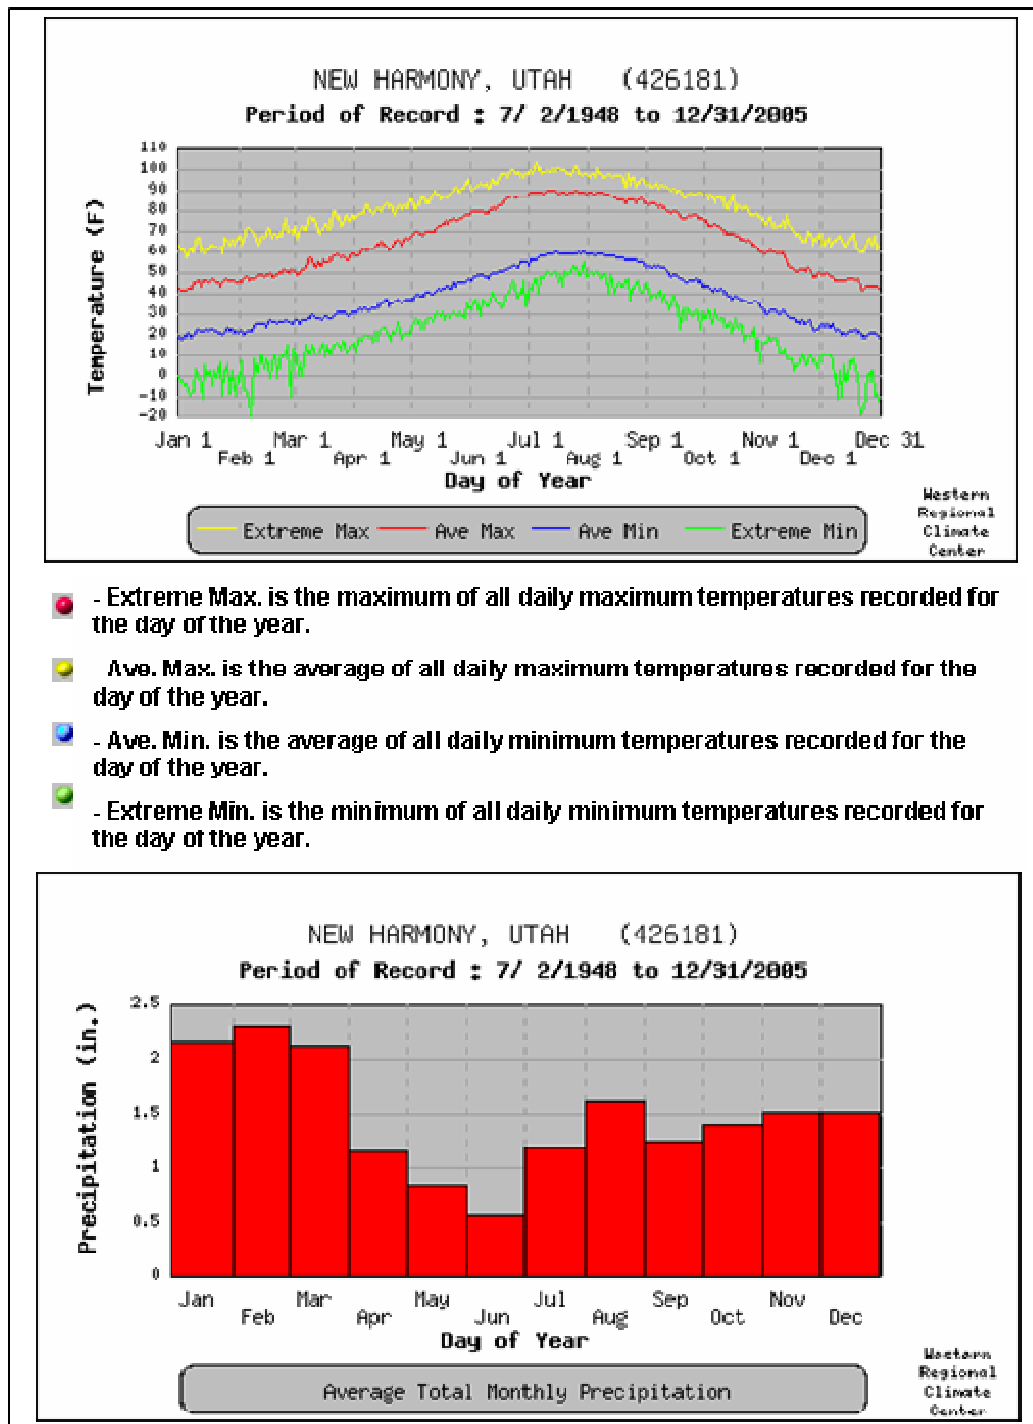 NEW HARMONY, UTAH (426181)
Period of Record : 7/ 2/1948 to 12/31/2005
Temperature (F)
110
100
90
80
70
60
50
40
30
20
10
0
-10
-20
Jan 1
Feb 1
Mar 1
Apr 1
May 1
Jun 1
Jul 1
Aug 1
Sep 1
Oct 1
Nov 1
Dec 1
Dec 31
Day of Year
Extreme Max
Ave Max
Ave Min
Extreme Min
Western
Regional
Climate
Center
- Extreme Max. is the maximum of all daily maximum temperatures recorded for
the day of the year.
Ave. Max. is the average of all daily maximum temperatures recorded for the
day of the year.
- Ave. Min. is the average of all daily minimum temperatures recorded for the
day of the year.
- Extreme Min. is the minimum of all daily minimum temperatures recorded for
the day of the year.
NEW HARMONY, UTAH (426181)
Period of Record : 7/ 2/1948 to 12/31/2005
Precipitation (in.)
2.5
2
1.5
1
0.5
0
Jan
Feb
Mar
Apr
May
Jun
Jul
Aug
Sep
Oct
Nov
Dec
Day of Year
Average Total Monthly Precipitation
Western
Regional
Climate
Center